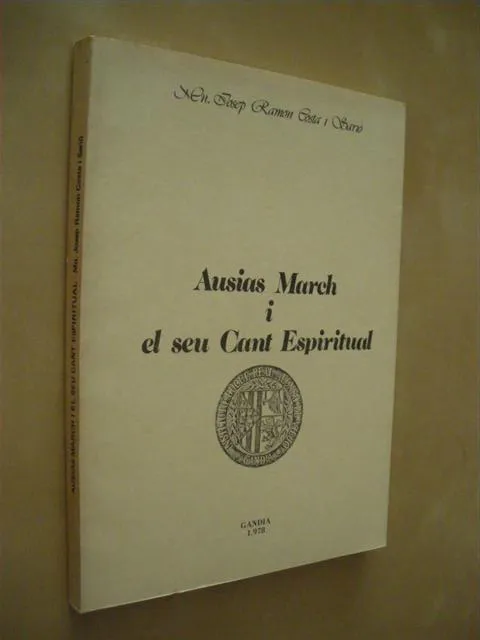 Mn. Josep Ramon Costa i Sarió
Ausias March
i
el seu Cant Espiritual
GANDIA
GANDIA
1.978
AUSIAS MARCH I EL SEU CANT ESPIRITUAL Mn. Josep Ramon Costa i Sarió